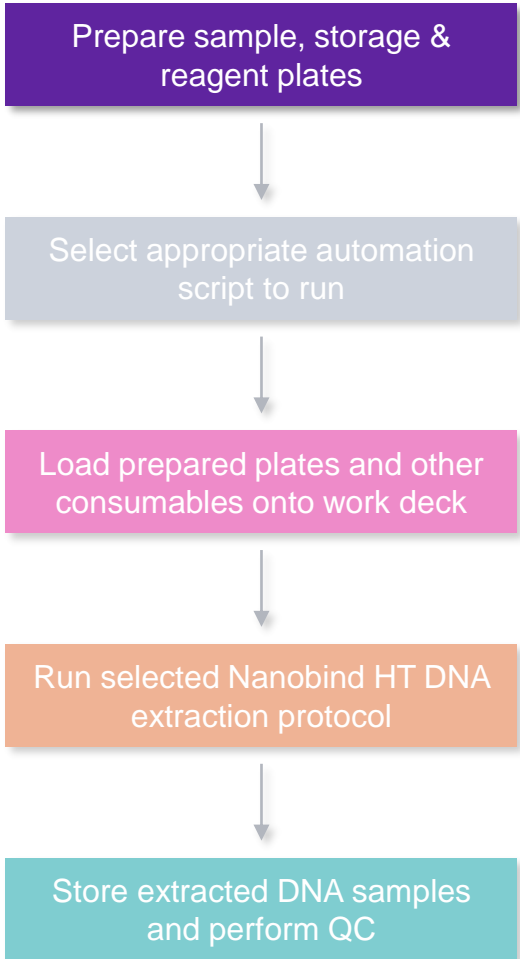 Prepare sample, storage &
reagent plates
Select appropriate automation
script to run
Load prepared plates and other
consumables onto work deck
Run selected Nanobind HT DNA
extraction protocol
Store extracted DNA samples
and perform QC